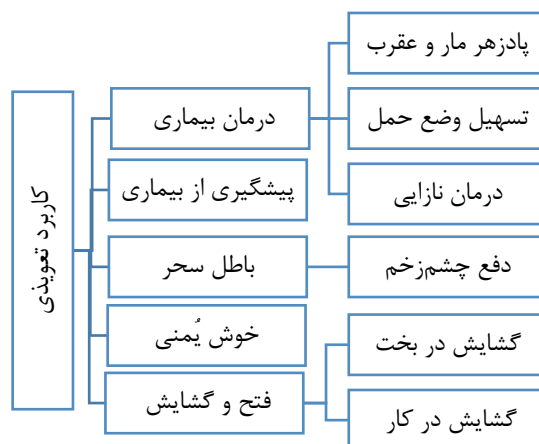 کاربرد تعویذی
درمان بیماری
پادزهر مار و عقرب
تسهیل وضع حمل
درمان نازایی
پیشگیری از بیماری
باطل سحر
دفع چشم‌زخم
خوش یُمنی
فتح و گشایش
گشایش در بخت
گشایش در کار